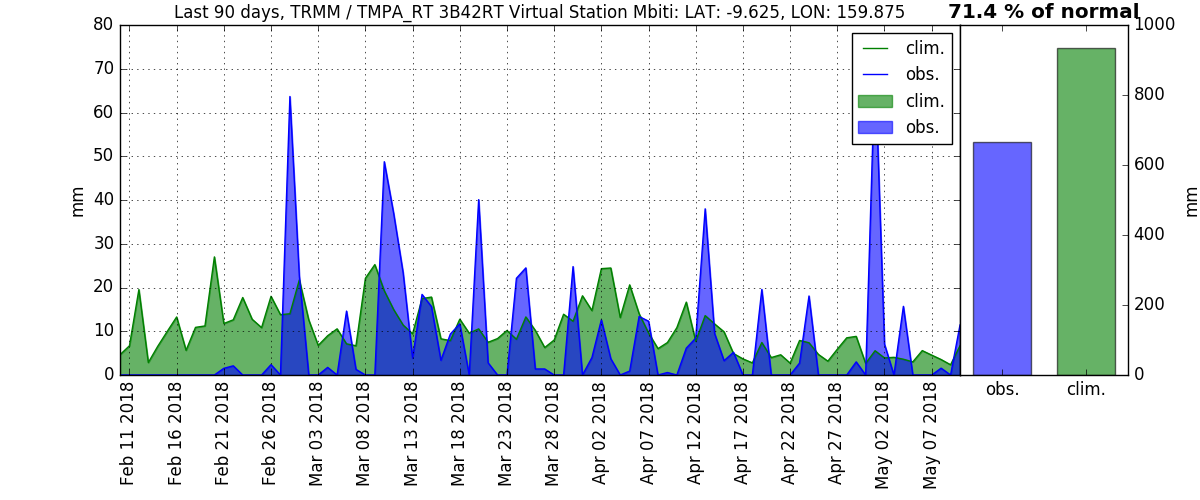 Last 90 days, TRMM / TMPA_RT 3B42RT Virtual Station Mbiti: LAT: -9.625, LON: 159.875
71.4 % of normal
80
70
60
50
40
30
20
10
0
mm
clim.
obs.
clim.
obs.
Feb 11 2018
Feb 16 2018
Feb 21 2018
Feb 26 2018
Mar 03 2018
Mar 08 2018
Mar 13 2018
Mar 18 2018
Mar 23 2018
Mar 28 2018
Apr 02 2018
Apr 07 2018
Apr 12 2018
Apr 17 2018
Apr 22 2018
Apr 27 2018
May 02 2018
May 07 2018
1000
800
600
400
200
0
mm
obs.
clim.